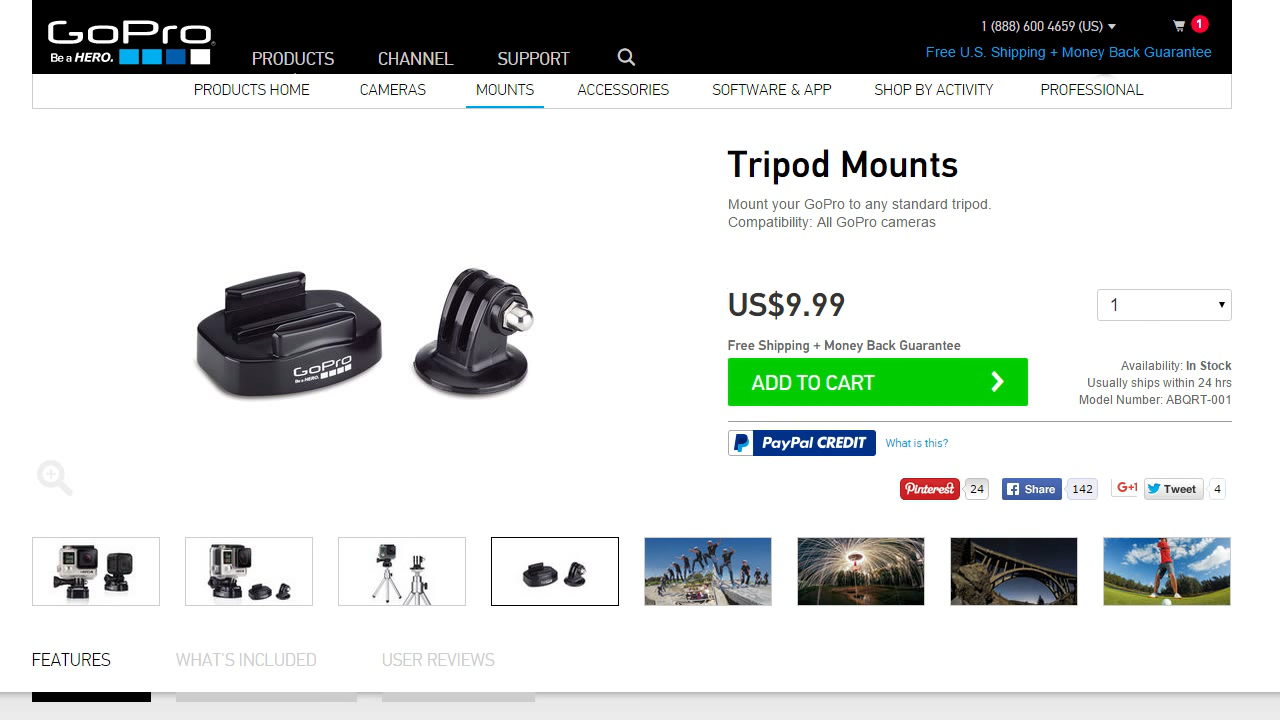 GoPro
Be a HERO.
1 (888) 600 4659 (US)
1
Free U.S. Shipping + Money Back Guarantee
PRODUCTS CHANNEL SUPPORT
PRODUCTS HOME CAMERAS MOUNTS ACCESSORIES SOFTWARE & APP SHOP BY ACTIVITY PROFESSIONAL
Tripod Mounts
Mount your GoPro to any standard tripod.
Compatibility: All GoPro cameras
US$9.99
1
Free Shipping + Money Back Guarantee
ADD TO CART
Availability: In Stock
Usually ships within 24 hrs
Model Number: ABQRT-001
GoPro
Be a HERO.
PayPal CREDIT What is this?
Pinterest 24 Share 142 G+1 Tweet 4
FEATURES WHAT'S INCLUDED USER REVIEWS